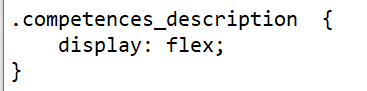 .competences_description  {
    display: flex;
}